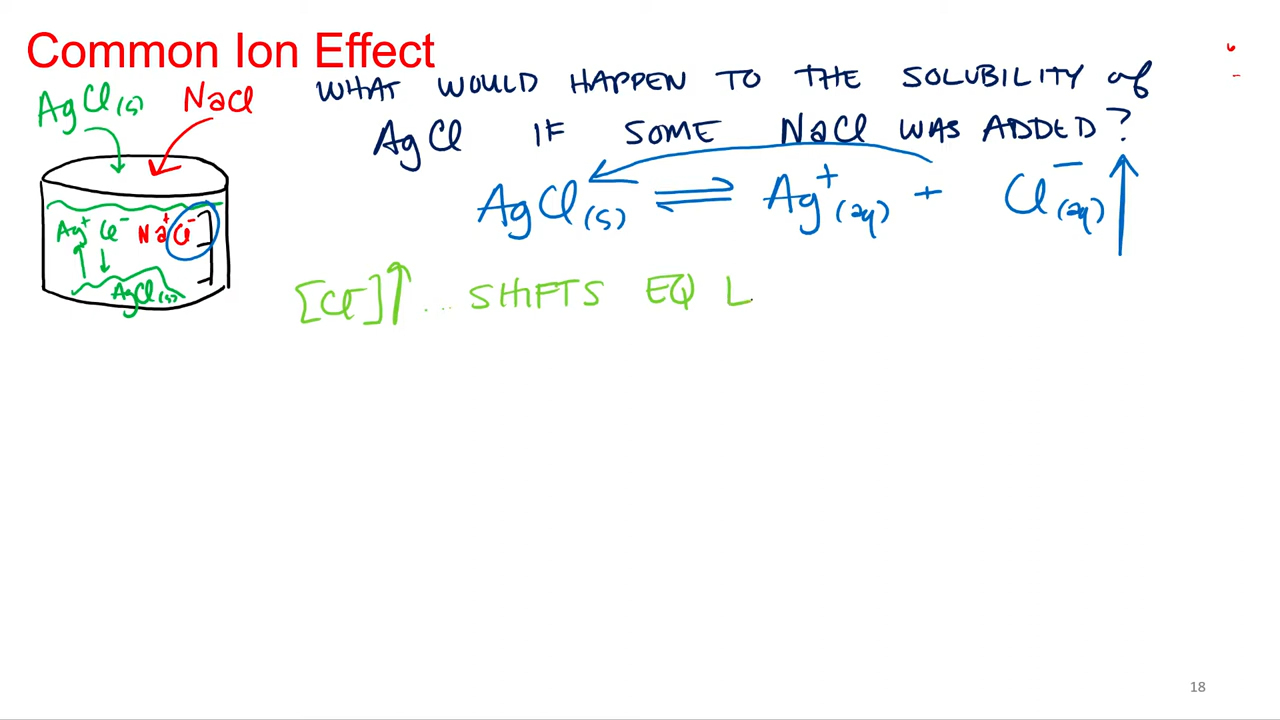 Common Ion Effect
WHAT WOULD HAPPEN TO THE SOLUBILITY of
AgCl IF SOME NaCl WAS ADDED?
AgCl(s) NaCl
AgCl(s) ⇌ Ag+(aq) + Cl-(aq)
Ag+ Cl- Na+ Cl-
AgCl(s)
[Cl-]↑ ... SHIFTS EQ L
18